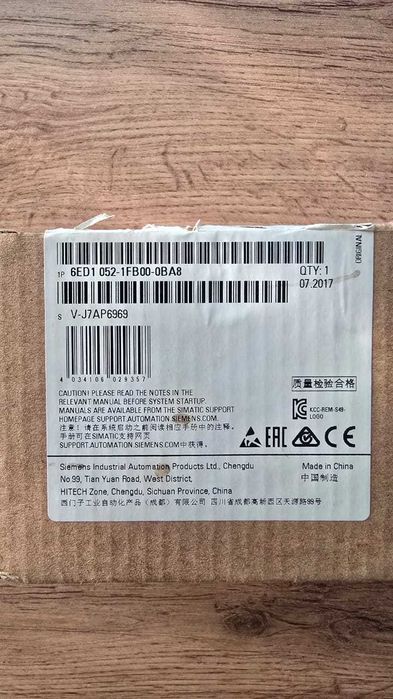 1P 6ED1 052-1FB00-0BA8
QTY: 1
07.2017
S V-J7AP6969
4 034106 029357
CAUTION! PLEASE READ THE NOTES IN THE
RELEVANT MANUAL BEFORE SYSTEM STARTUP.
MANUALS ARE AVAILABLE FROM THE SIMATIC SUPPORT
HOMEPAGE SUPPORT.AUTOMATION.SIEMENS.COM
注意！请在系统启动之前阅读相应手册中的注释。
手册可在SIMATIC支持网页
SUPPORT.AUTOMATION.SIEMENS.COM中获得。
质量检验合格
KCC-REM-S49-
LOGO
EAC CE
Siemens Industrial Automation Products Ltd., Chengdu
No.99, Tian Yuan Road, West District,
HITECH Zone, Chengdu, Sichuan Province, China
西门子工业自动化产品（成都）有限公司 四川省成都高新西区天源路99号
Made in China
中国制造